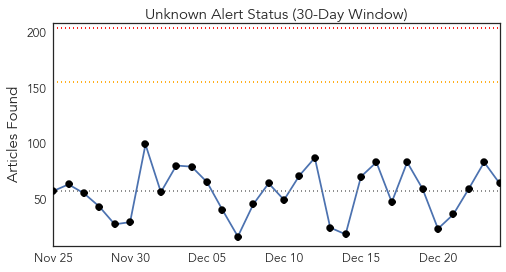 Unknown Alert Status (30-Day Window)
Articles Found
200
150
100
50
Nov 25 Nov 30 Dec 05 Dec 10 Dec 15 Dec 20